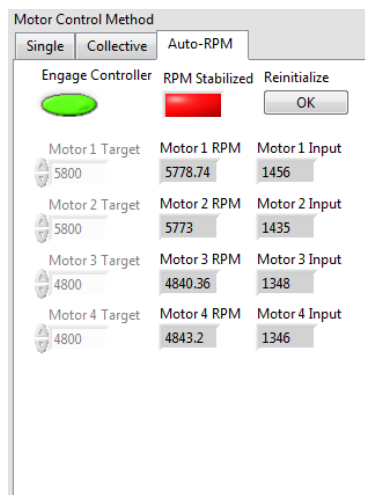 Motor Control Method
Single Collective Auto-RPM
Engage Controller RPM Stabilized Reinitialize
OK
Motor 1 Target Motor 1 RPM Motor 1 Input
5800 5778.74 1456
Motor 2 Target Motor 2 RPM Motor 2 Input
5800 5773 1435
Motor 3 Target Motor 3 RPM Motor 3 Input
4800 4840.36 1348
Motor 4 Target Motor 4 RPM Motor 4 Input
4800 4843.2 1346